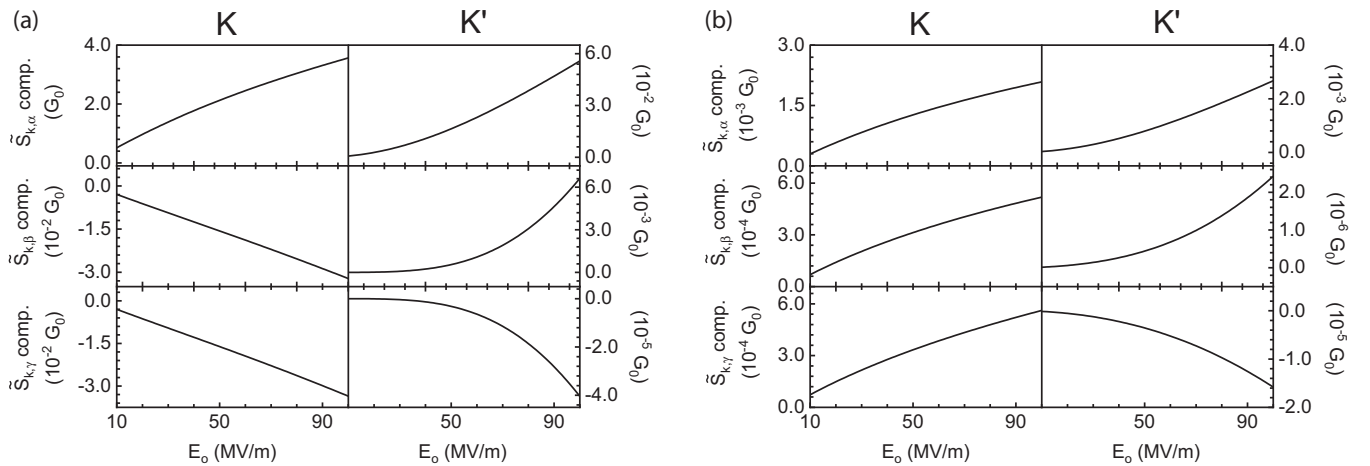 (a)
K
K'
S̃k,α comp.
(G0)
4.0
2.0
0.0
6.0
3.0
0.0
(10-2 G0)
S̃k,β comp.
(10-2 G0)
0.0
-1.5
-3.0
6.0
3.0
0.0
(10-3 G0)
S̃k,γ comp.
(10-2 G0)
0.0
-1.5
-3.0
0.0
-2.0
-4.0
(10-5 G0)
10
50
90
50
90
Eo (MV/m)
Eo (MV/m)
(b)
K
K'
S̃k,α comp.
(10-3 G0)
3.0
1.5
0.0
4.0
2.0
0.0
(10-3 G0)
S̃k,β comp.
(10-4 G0)
6.0
3.0
0.0
2.0
1.0
0.0
(10-6 G0)
S̃k,γ comp.
(10-4 G0)
6.0
3.0
0.0
0.0
-1.0
-2.0
(10-5 G0)
10
50
90
50
90
Eo (MV/m)
Eo (MV/m)